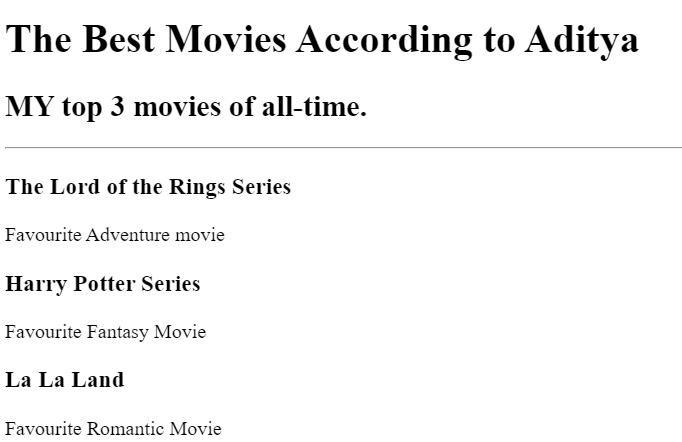 The Best Movies According to Aditya
MY top 3 movies of all-time.
The Lord of the Rings Series
Favourite Adventure movie
Harry Potter Series
Favourite Fantasy Movie
La La Land
Favourite Romantic Movie